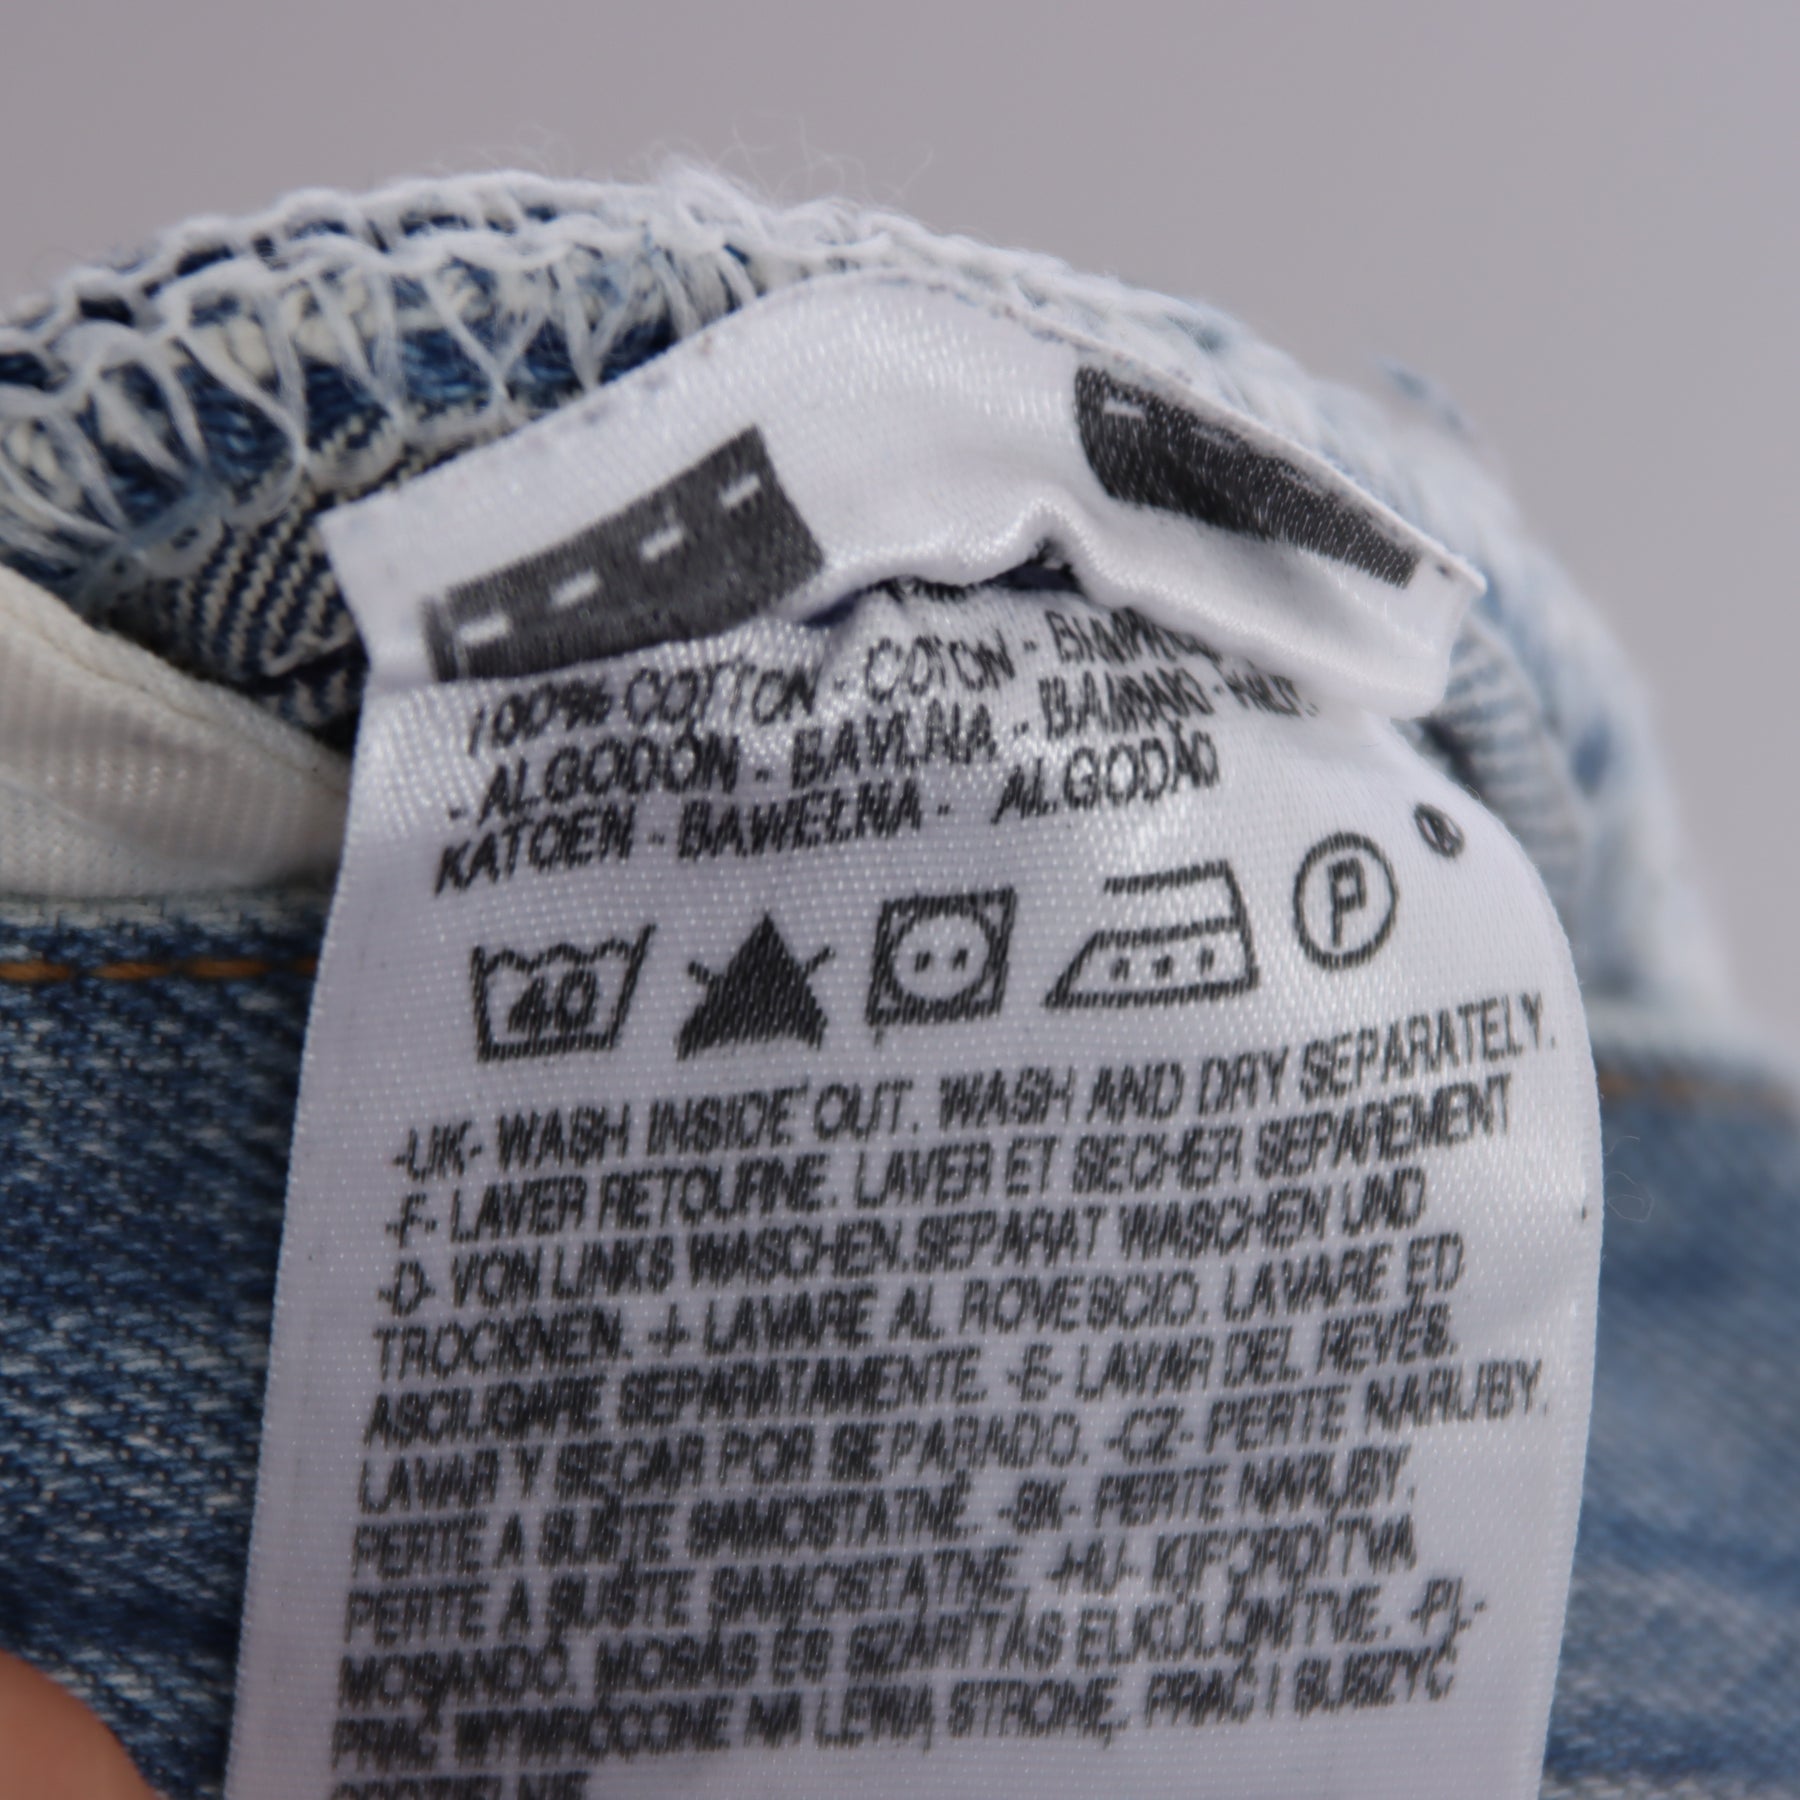 100% COTTON - COTON -
- ALGODÓN - BAVLNA - BAMBAKI -
KATOEN - BAWEŁNA - ALGODÃO
®
40 P
-UK- WASH INSIDE OUT. WASH AND DRY SEPARATELY.
-F- LAVER RETOURNE. LAVER ET SECHER SEPAREMENT
-D- VON LINKS WASCHEN.SEPARAT WASCHEN UND
TROCKNEN. -I- LAVARE AL ROVESCIO. LAVARE ED
ASCIUGARE SEPARATAMENTE. -E- LAVAR DEL REVÉS.
LAVAR Y SECAR POR SEPARADO. -CZ- PERTE NARUBY.
PERTE A SUŠTE SAMOSTATNĚ. -SK- PERTE NARUBY.
PERTE A SUŠTE SAMOSTATNE. -HU- KIFORDÍTVA
MOSANDÓ. MOSÁS ÉS SZÁRÍTÁS ELKÜLÖNÍTVE. -PL-
PRAĆ WYWRÓCONE NA LEWĄ STRONĘ, PRAĆ I SUSZYĆ